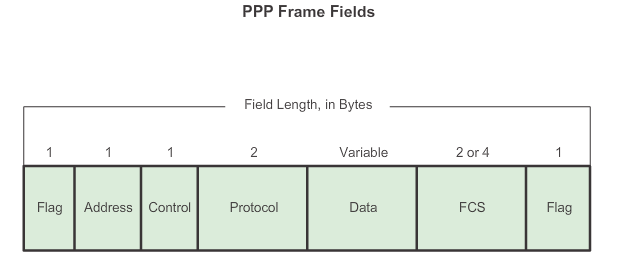 PPP Frame Fields
Field Length, in Bytes
1 1 1 2 Variable 2 or 4 1
Flag Address Control Protocol Data FCS Flag